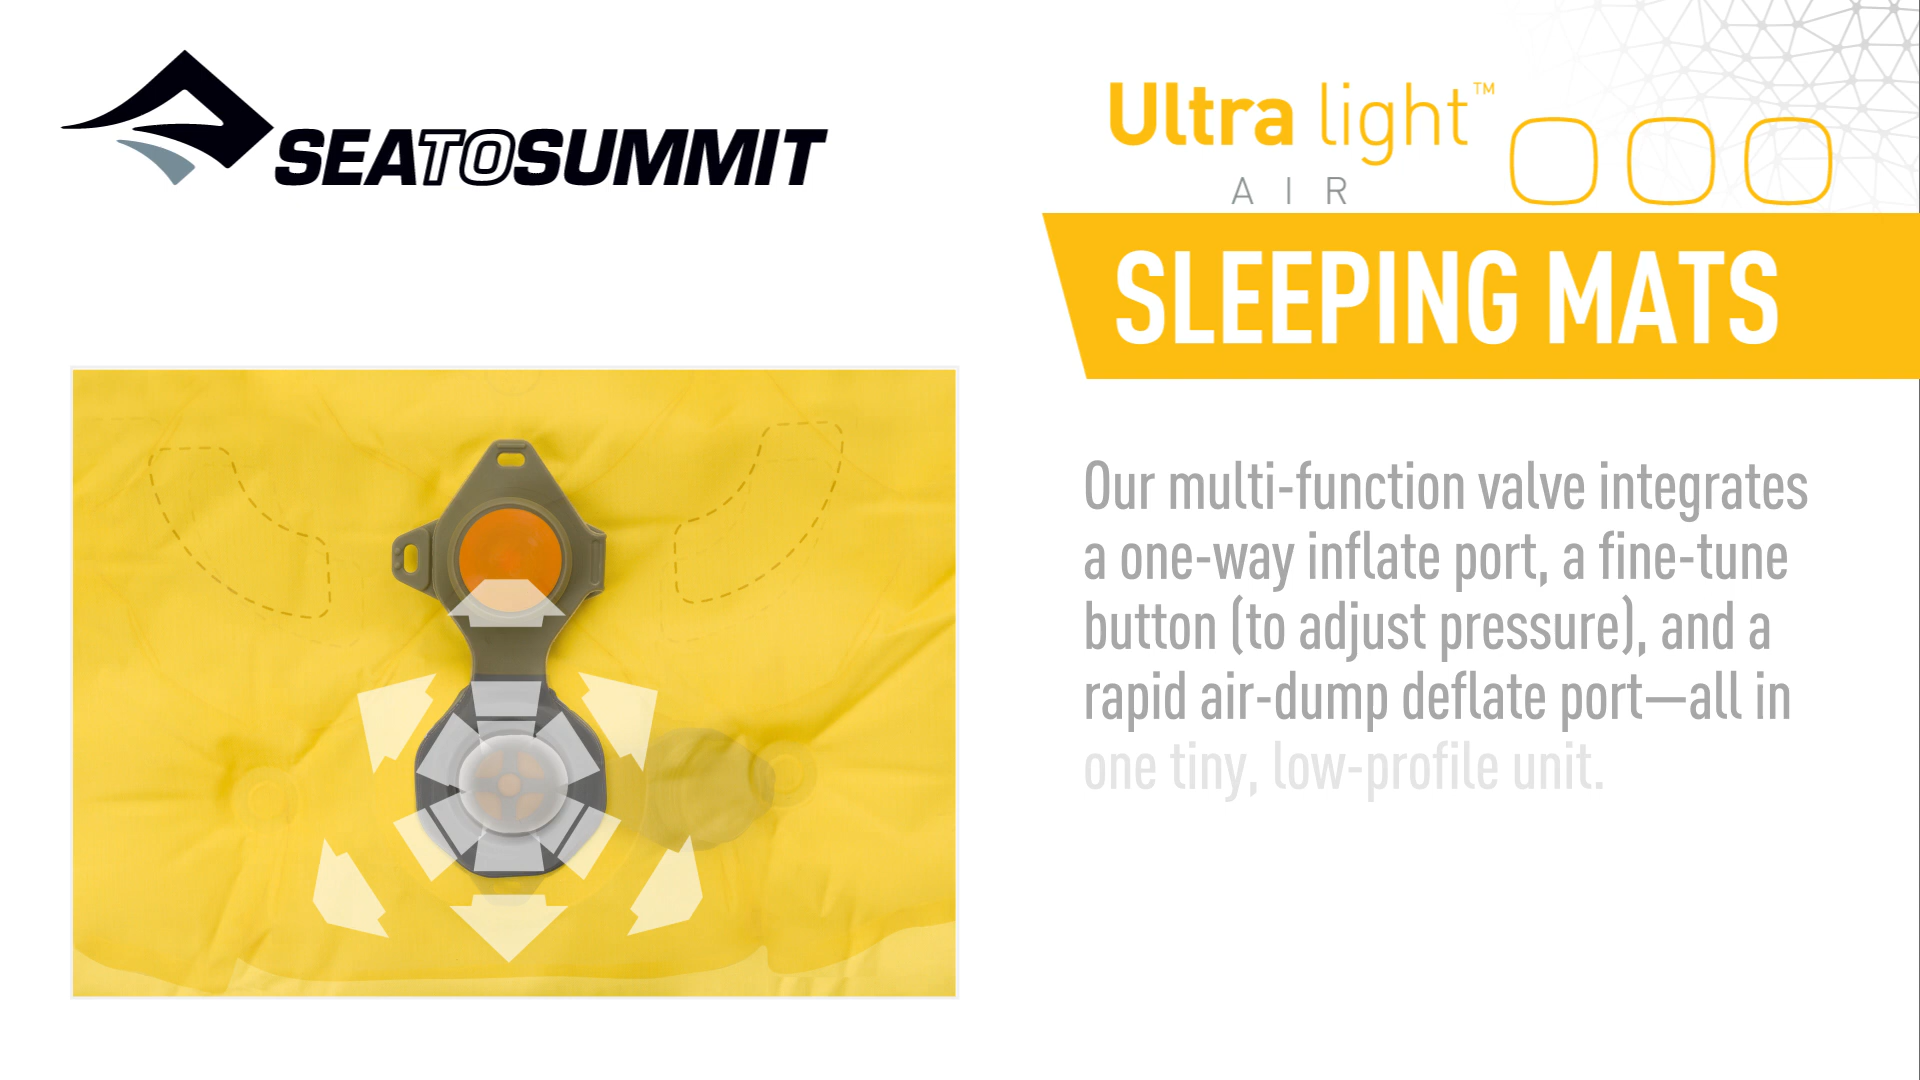 SEATOSUMMIT
Ultra light™
AIR
SLEEPING MATS
Our multi-function valve integrates
a one-way inflate port, a fine-tune
button (to adjust pressure), and a
rapid air-dump deflate port—all in
one tiny, low-profile unit.